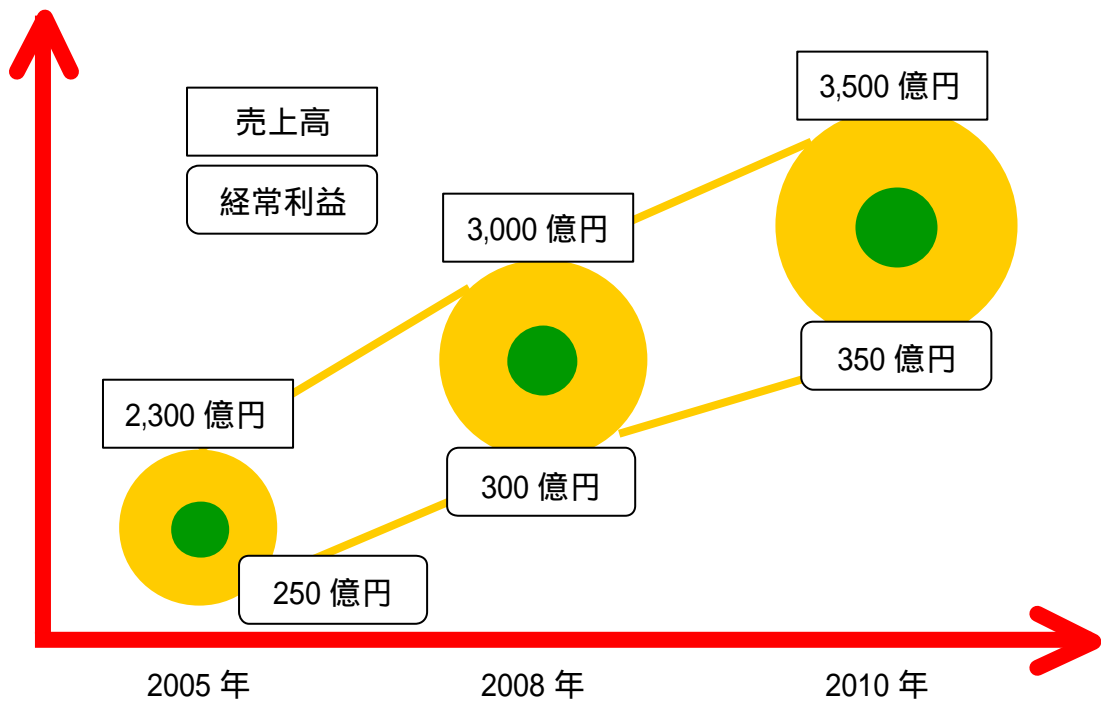 売上高
経常利益
3,500 億円
3,000 億円
350 億円
2,300 億円
300 億円
250 億円
2005 年
2008 年
2010 年